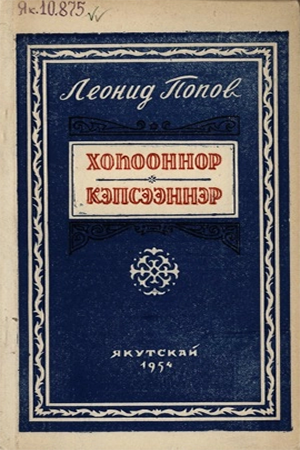 Як.10.875
Леонид Попов
ХОҺООННОР
КЭПСЭЭННЭР
ЯКУТСКАЙ
1954